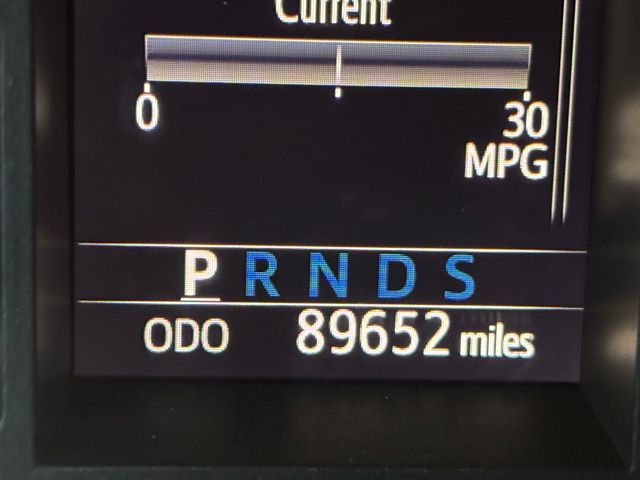 Current
0 30
MPG
P R N D S
ODO 89652 miles